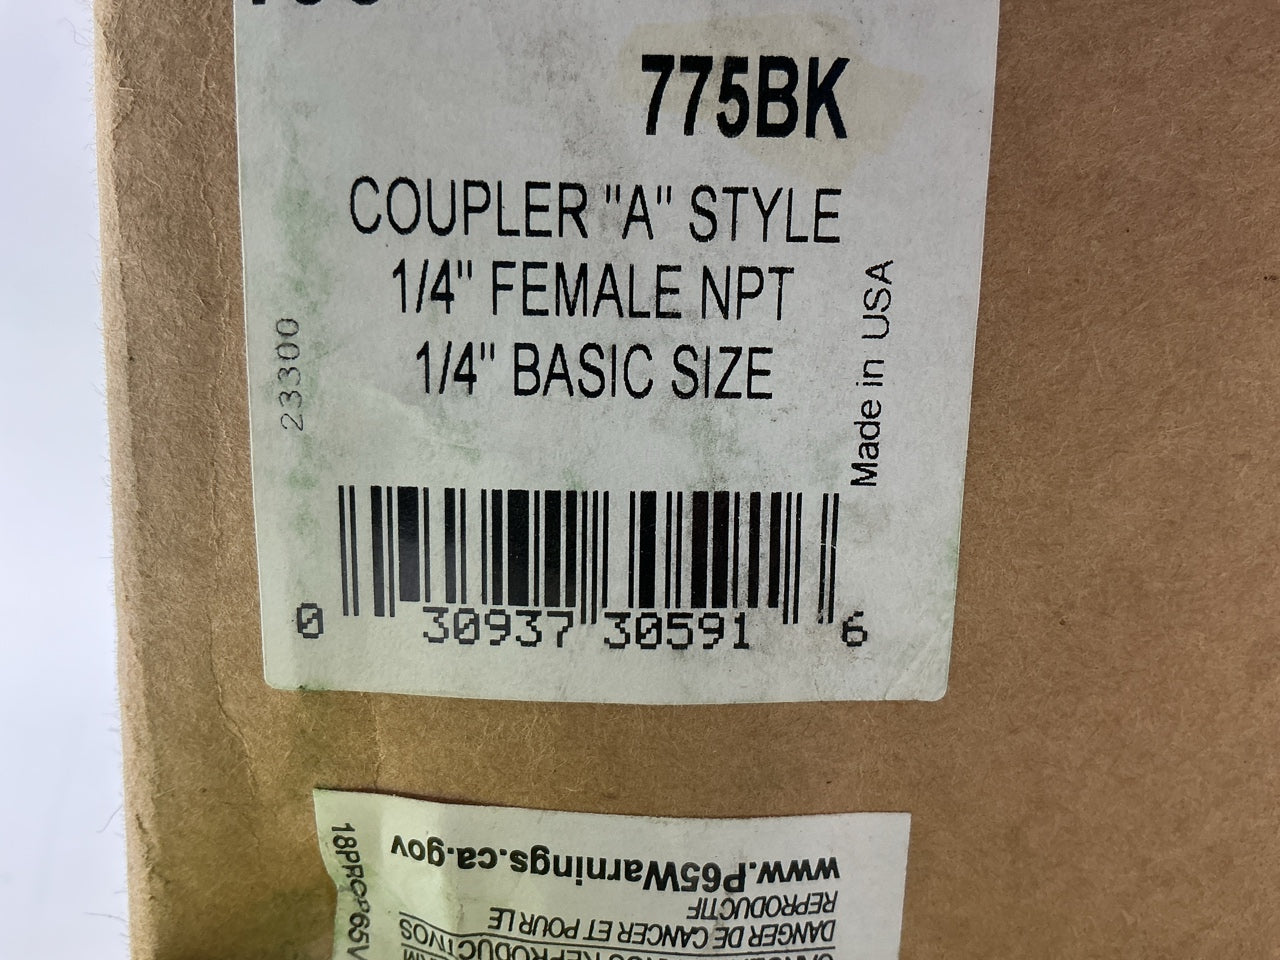 775BK
COUPLER "A" STYLE
1/4" FEMALE NPT
1/4" BASIC SIZE
Made in USA
23300
0 30937 30591 6
www.P65Warnings.ca.gov
REPRODUCTIF
DANGER DE CANCER ET POUR LE
18PROP65V